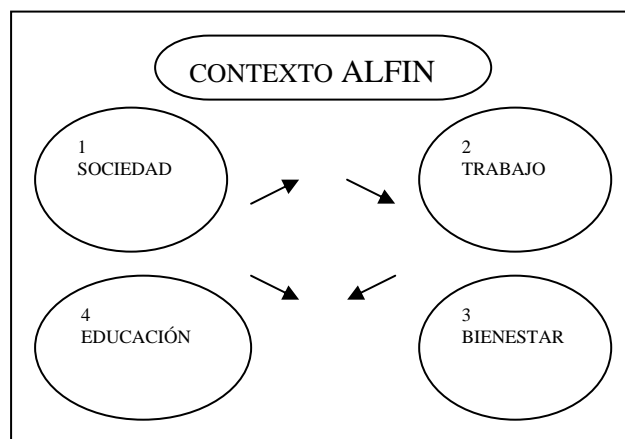 CONTEXTO ALFIN
1
SOCIEDAD
2
TRABAJO
4
EDUCACIÓN
3
BIENESTAR